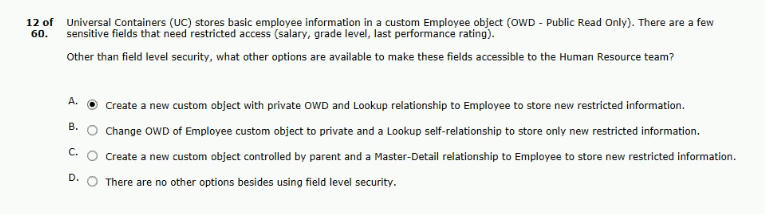 12 of Universal Containers (UC) stores basic employee information in a custom Employee object (OWD - Public Read Only). There are a few
60. sensitive fields that need restricted access (salary, grade level, last performance rating).
Other than field level security, what other options are available to make these fields accessible to the Human Resource team?
A. Create a new custom object with private OWD and Lookup relationship to Employee to store new restricted information.
B. Change OWD of Employee custom object to private and a Lookup self-relationship to store only new restricted information.
C. Create a new custom object controlled by parent and a Master-Detail relationship to Employee to store new restricted information.
D. There are no other options besides using field level security.